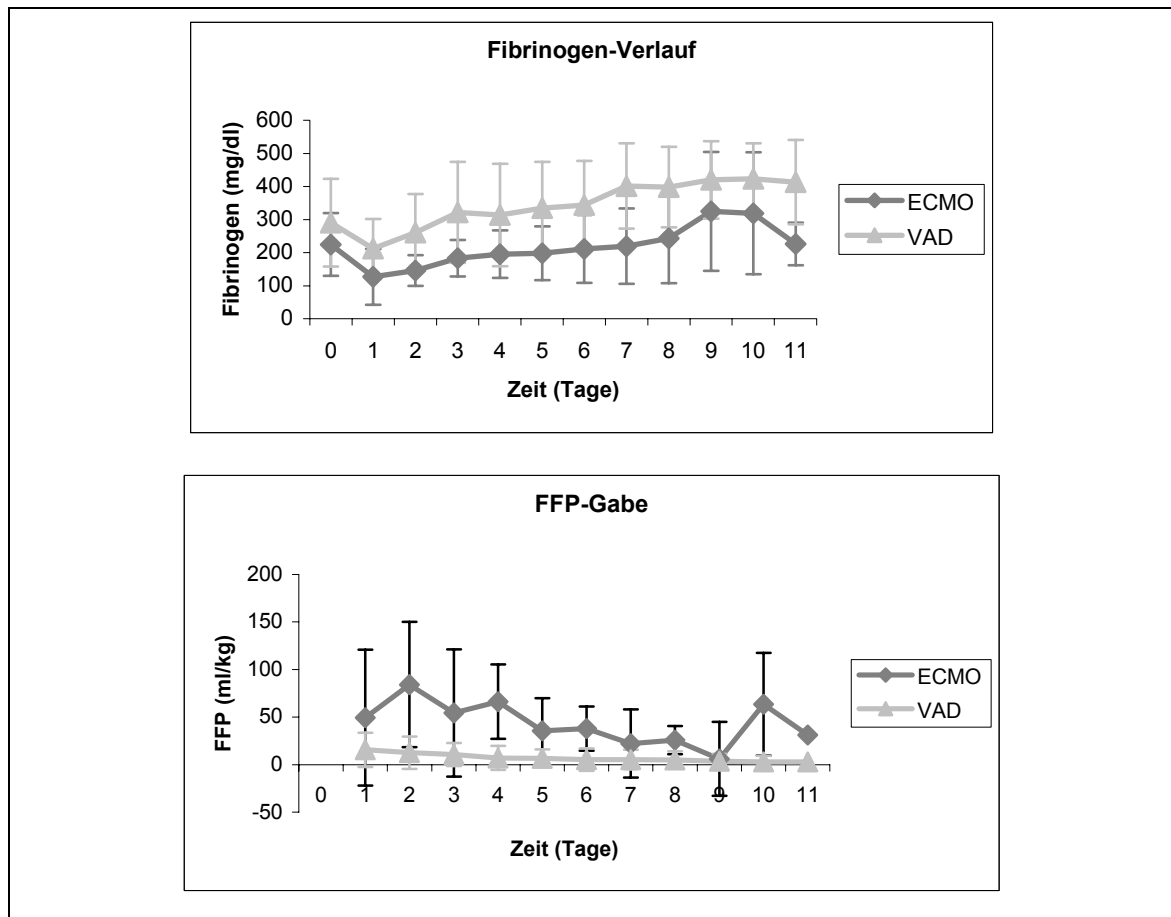 Fibrinogen-Verlauf
Fibrinogen (mg/dl)
600
500
400
300
200
100
0
0 1 2 3 4 5 6 7 8 9 10 11
Zeit (Tage)
ECMO
VAD
FFP-Gabe
FFP (ml/kg)
200
150
100
50
0
-50
0 1 2 3 4 5 6 7 8 9 10 11
Zeit (Tage)
ECMO
VAD